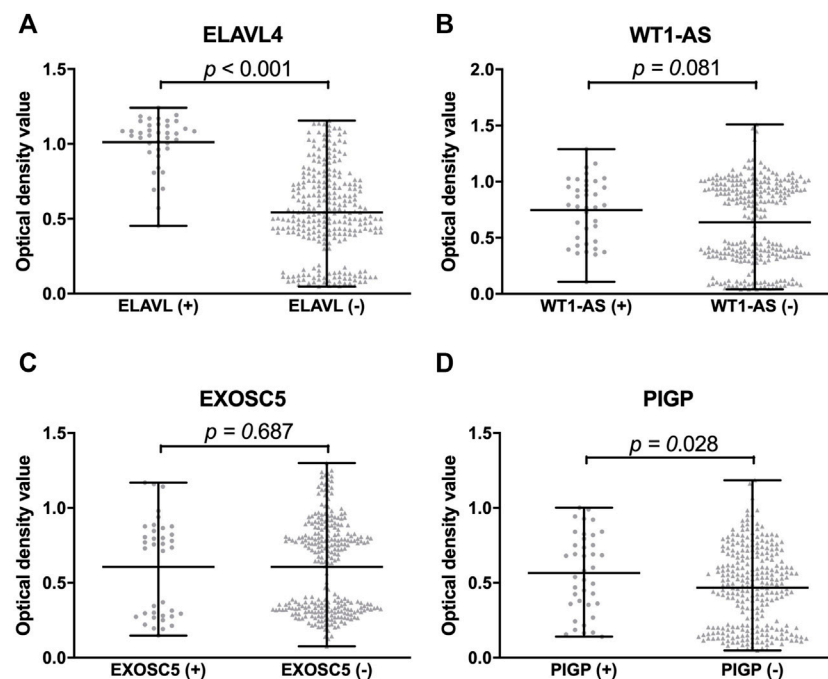 A
ELAVL4
p < 0.001
Optical density value
1.5
1.0
0.5
0.0
ELAVL (+)
ELAVL (-)
B
WT1-AS
p = 0.081
Optical density value
2.0
1.5
1.0
0.5
0.0
WT1-AS (+)
WT1-AS (-)
C
EXOSC5
p = 0.687
Optical density value
1.5
1.0
0.5
0.0
EXOSC5 (+)
EXOSC5 (-)
D
PIGP
p = 0.028
Optical density value
1.5
1.0
0.5
0.0
PIGP (+)
PIGP (-)